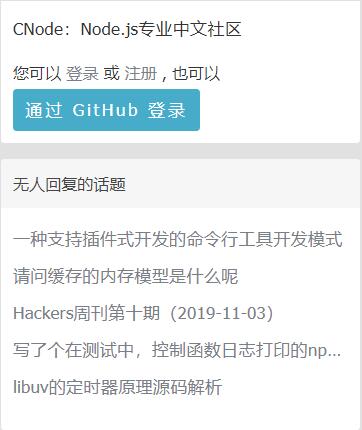 CNode：Node.js专业中文社区
您可以 登录 或 注册 , 也可以
通过 GitHub 登录
无人回复的话题
一种支持插件式开发的命令行工具开发模式
请问缓存的内存模型是什么呢
Hackers周刊第十期（2019-11-03）
写了个在测试中，控制函数日志打印的np...
libuv的定时器原理源码解析